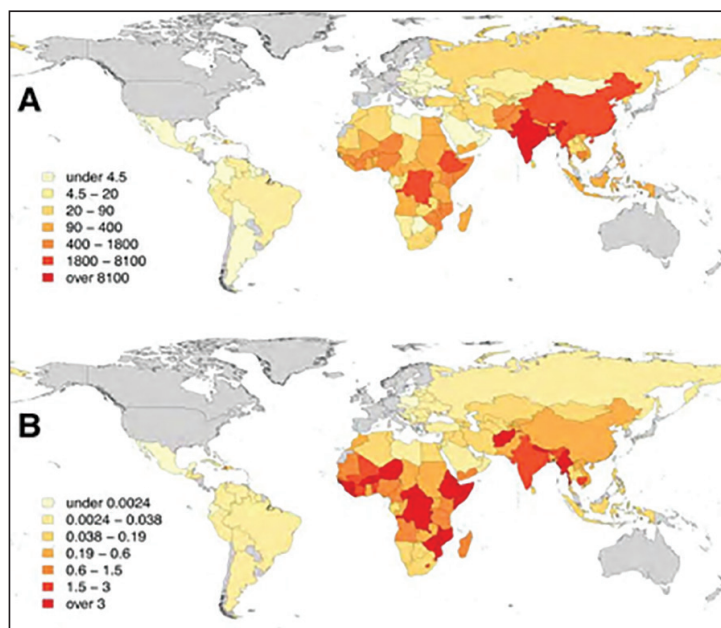 A
under 4.5
4.5 – 20
20 – 90
90 – 400
400 – 1800
1800 – 8100
over 8100
B
under 0.0024
0.0024 – 0.038
0.038 – 0.19
0.19 – 0.6
0.6 – 1.5
1.5 – 3
over 3